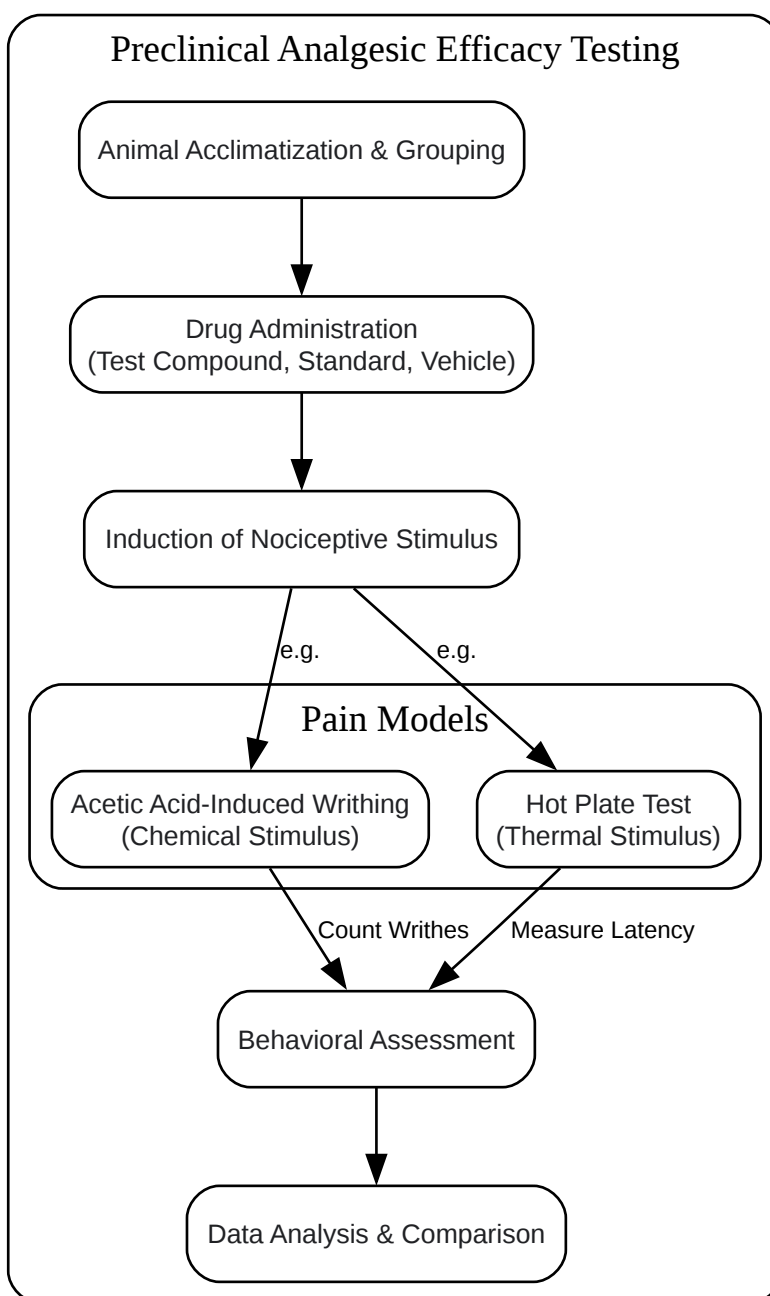 Preclinical Analgesic Efficacy Testing
Animal Acclimatization & Grouping
Drug Administration
(Test Compound, Standard, Vehicle)
Induction of Nociceptive Stimulus
e.g.
e.g.
Pain Models
Acetic Acid-Induced Writhing
(Chemical Stimulus)
Hot Plate Test
(Thermal Stimulus)
Count Writhes
Measure Latency
Behavioral Assessment
Data Analysis & Comparison